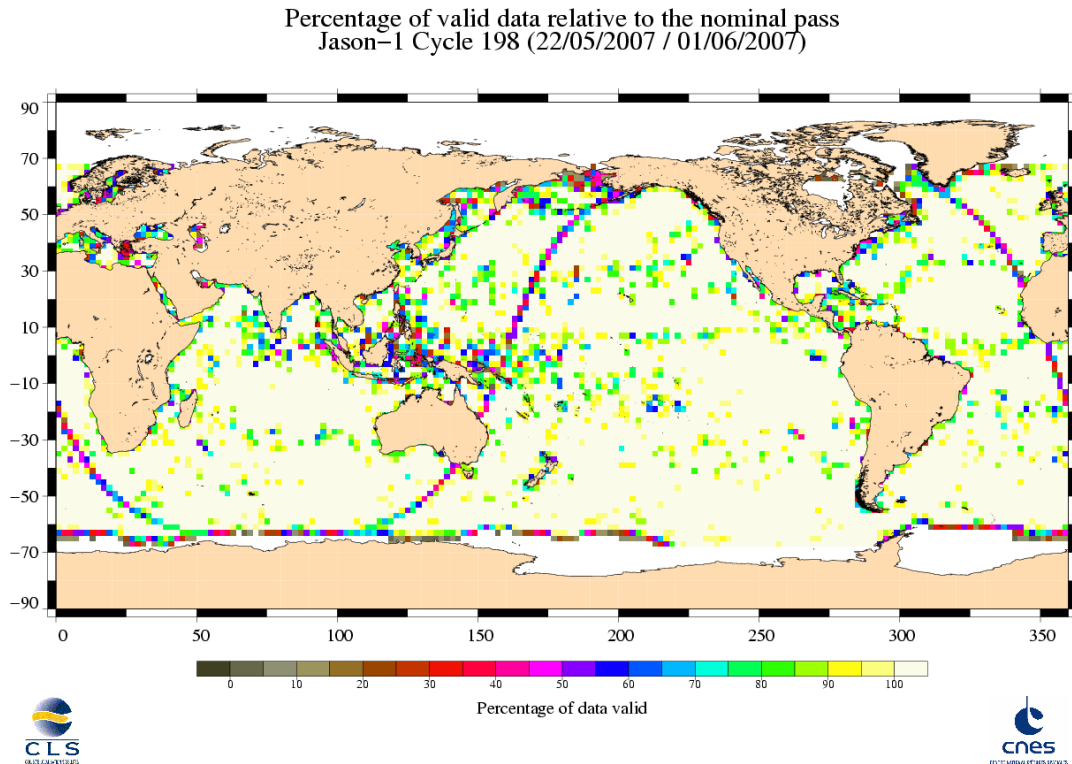 Percentage of valid data relative to the nominal pass
Jason−1 Cycle 198 (22/05/2007 / 01/06/2007)
90
70
50
30
10
−10
−30
−50
−70
−90
0 50 100 150 200 250 300 350
0 10 20 30 40 50 60 70 80 90 100
Percentage of data valid
CLS
cnes